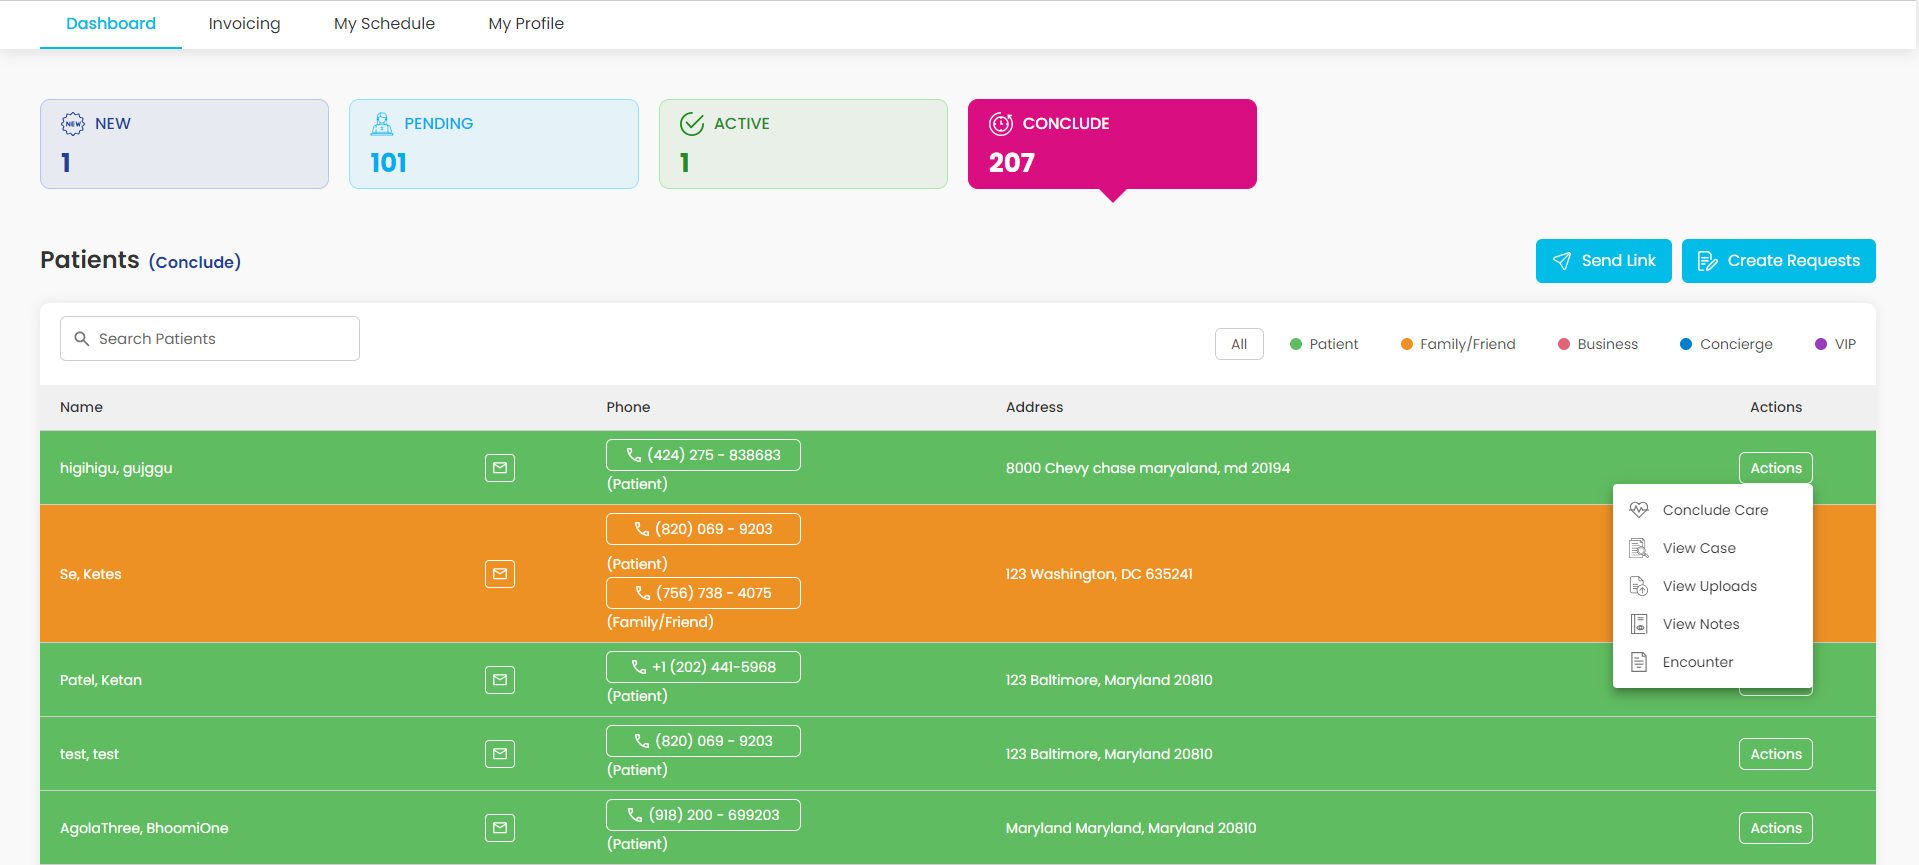 Dashboard Invoicing My Schedule My Profile
NEW PENDING ACTIVE CONCLUDE
1 101 1 207
Patients (Conclude) Send Link Create Requests
Search Patients All Patient Family/Friend Business Concierge VIP
Name Phone Address Actions
(424) 275 - 838683
higihigu, gujggu 8000 Chevy chase maryaland, md 20194 Actions
(Patient)
Conclude Care
(820) 069 - 9203
View Case
(Patient)
Se, Ketes 123 Washington, DC 635241
View Uploads
(756) 738 - 4075
(Family/Friend)
View Notes
Encounter
+1 (202) 441-5968
Patel, Ketan 123 Baltimore, Maryland 20810
(Patient)
(820) 069 - 9203
test, test 123 Baltimore, Maryland 20810 Actions
(Patient)
(918) 200 - 699203
AgolaThree, BhoomiOne Maryland Maryland, Maryland 20810 Actions
(Patient)